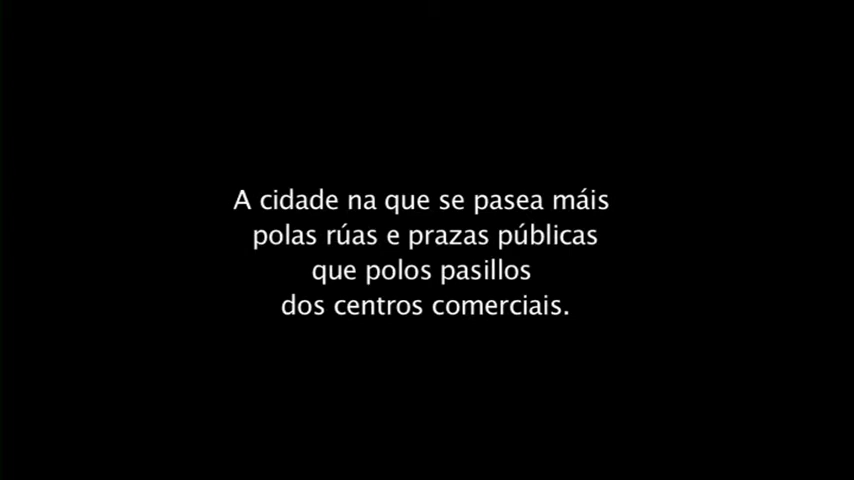 A cidade na que se pasea máis
polas rúas e prazas públicas
que polos pasillos
dos centros comerciais.